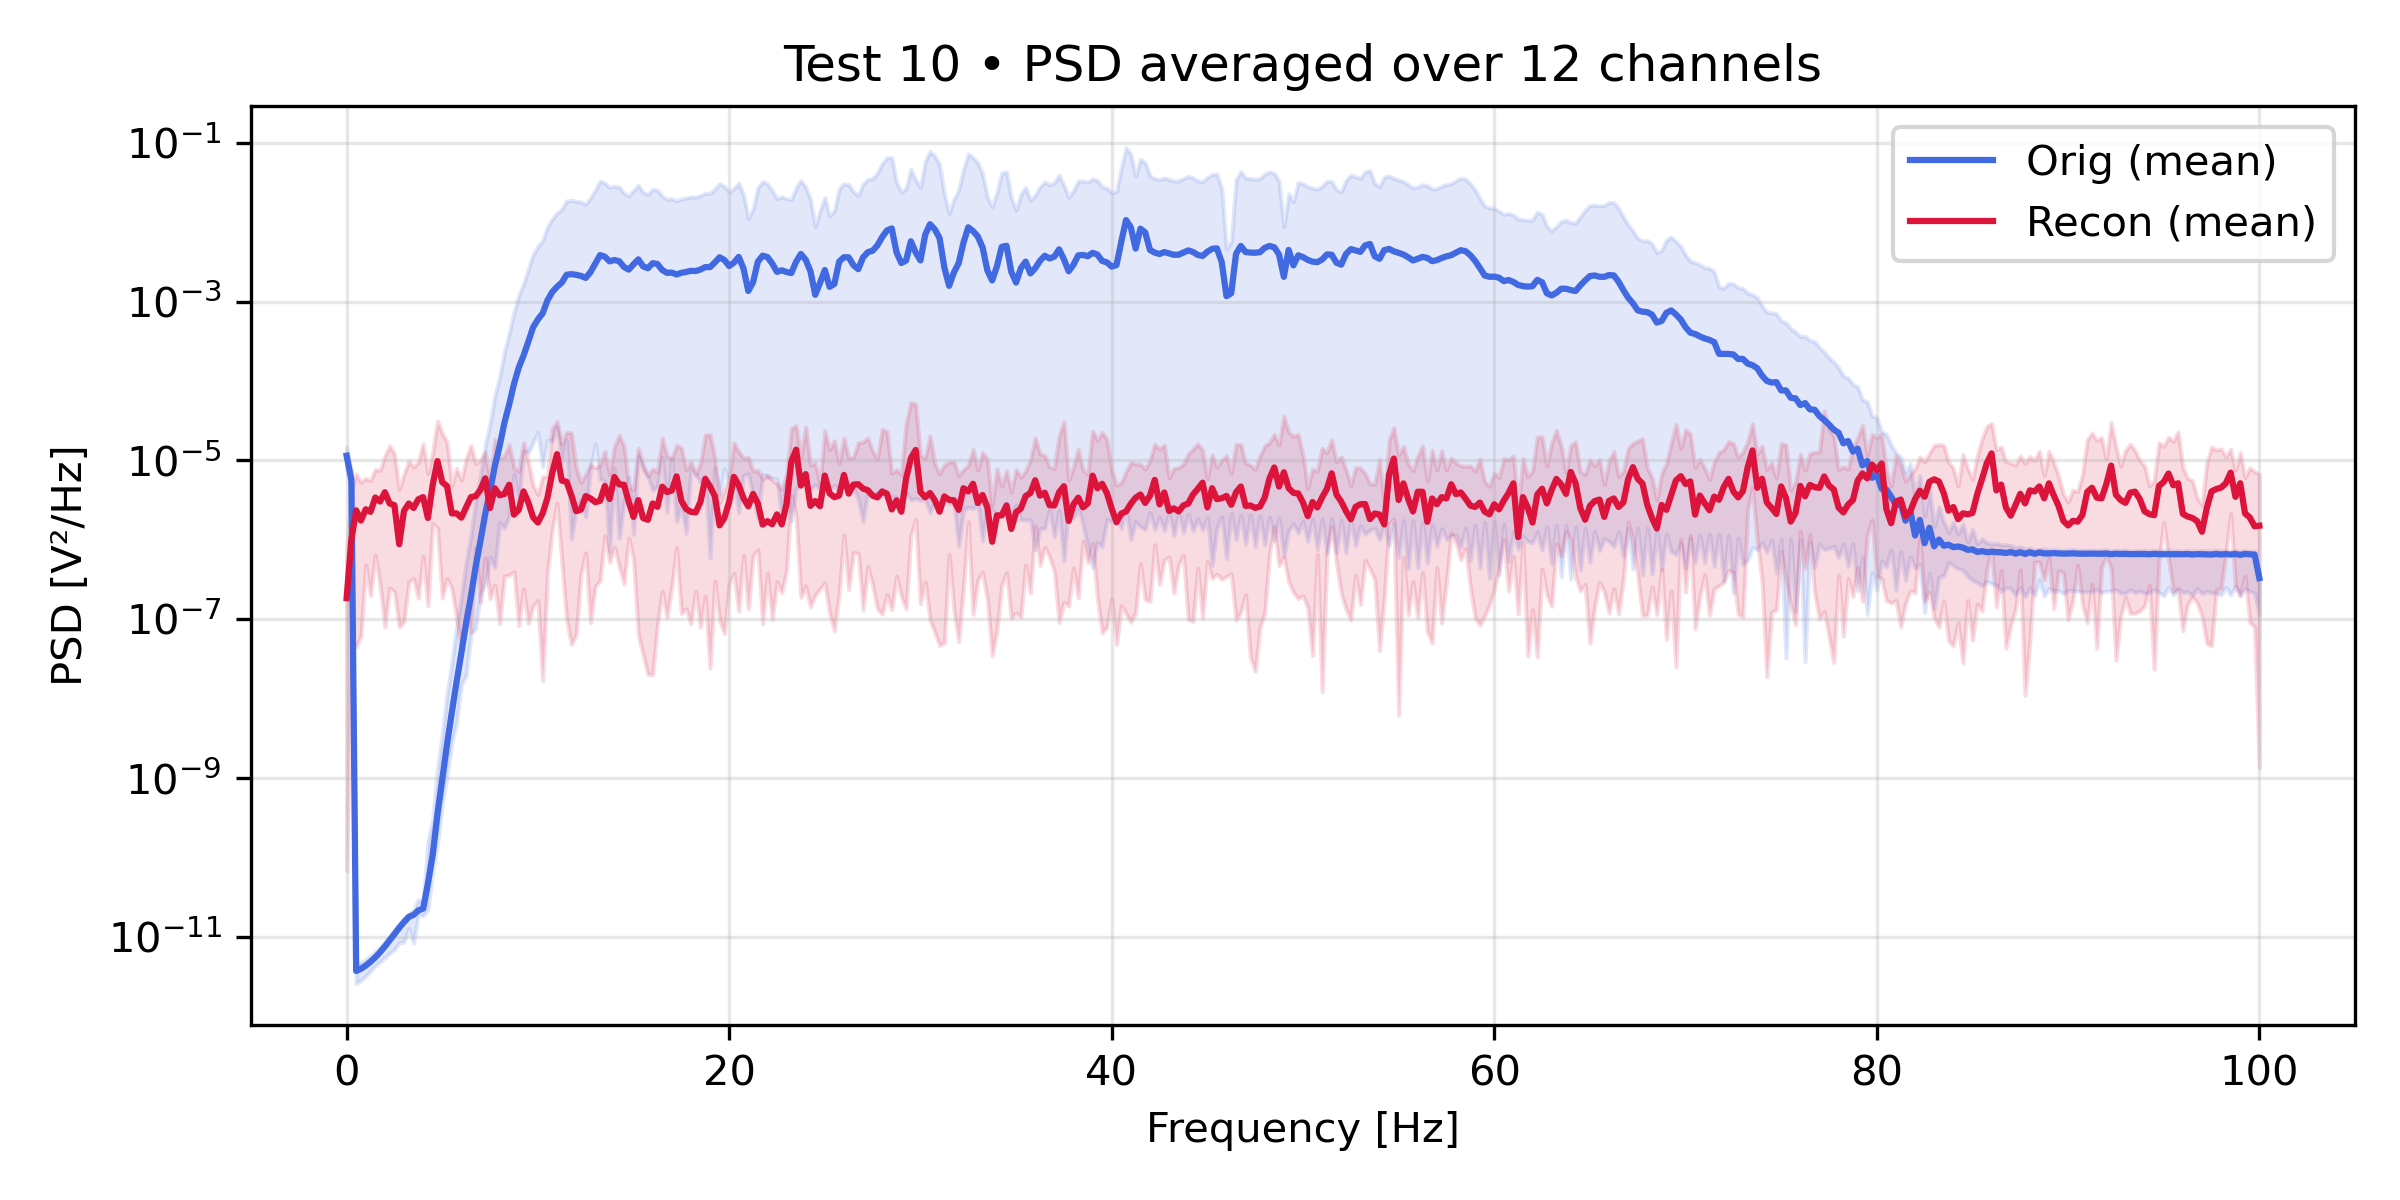 Test 10 • PSD averaged over 12 channels
Orig (mean)
Recon (mean)
PSD [V²/Hz]
10⁻¹
10⁻³
10⁻⁵
10⁻⁷
10⁻⁹
10⁻¹¹
0 20 40 60 80 100
Frequency [Hz]